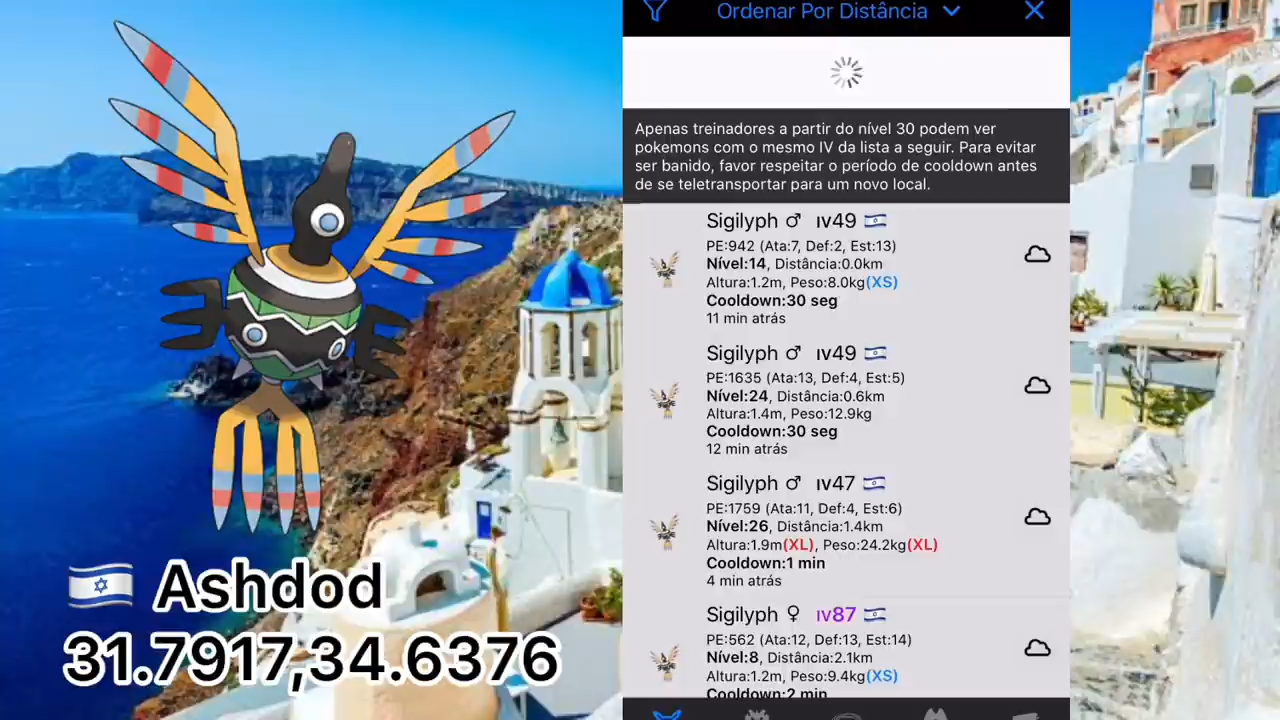 Ordenar Por Distância
Apenas treinadores a partir do nível 30 podem ver
pokemons com o mesmo IV da lista a seguir. Para evitar
ser banido, favor respeitar o período de cooldown antes
de se teletransportar para um novo local.
Sigilyph ♂ IV49 🇮🇱
PE:942 (Ata:7, Def:2, Est:13)
Nível:14, Distância:0.0km
Altura:1.2m, Peso:8.0kg(XS)
Cooldown:30 seg
11 min atrás
Sigilyph ♂ IV49 🇮🇱
PE:1635 (Ata:13, Def:4, Est:5)
Nível:24, Distância:0.6km
Altura:1.4m, Peso:12.9kg
Cooldown:30 seg
12 min atrás
Sigilyph ♂ IV47 🇮🇱
PE:1759 (Ata:11, Def:4, Est:6)
Nível:26, Distância:1.4km
Altura:1.9m(XL), Peso:24.2kg(XL)
Cooldown:1 min
4 min atrás
Sigilyph ♀ IV87 🇮🇱
PE:562 (Ata:12, Def:13, Est:14)
Nível:8, Distância:2.1km
Altura:1.2m, Peso:9.4kg(XS)
Cooldown:2 min
🇮🇱 Ashdod
31.7917,34.6376